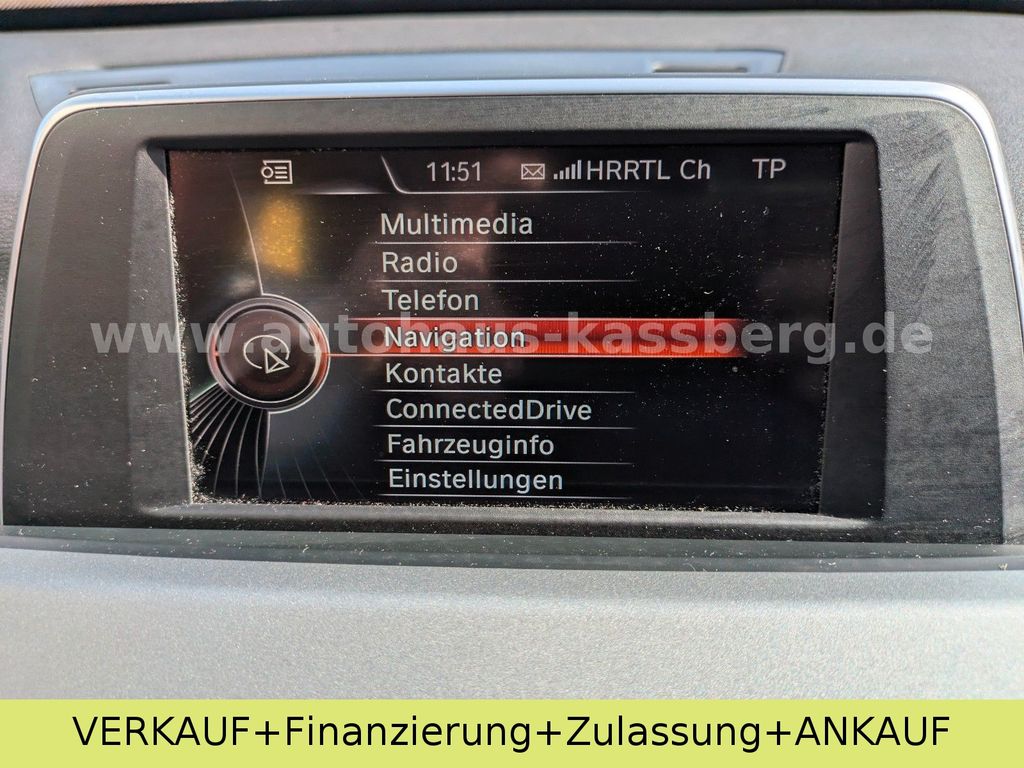 11:51 HRRTL Ch TP
Multimedia
Radio
Telefon
www.autohaus-kassberg.de
Navigation
Kontakte
ConnectedDrive
Fahrzeuginfo
Einstellungen
VERKAUF+Finanzierung+Zulassung+ANKAUF